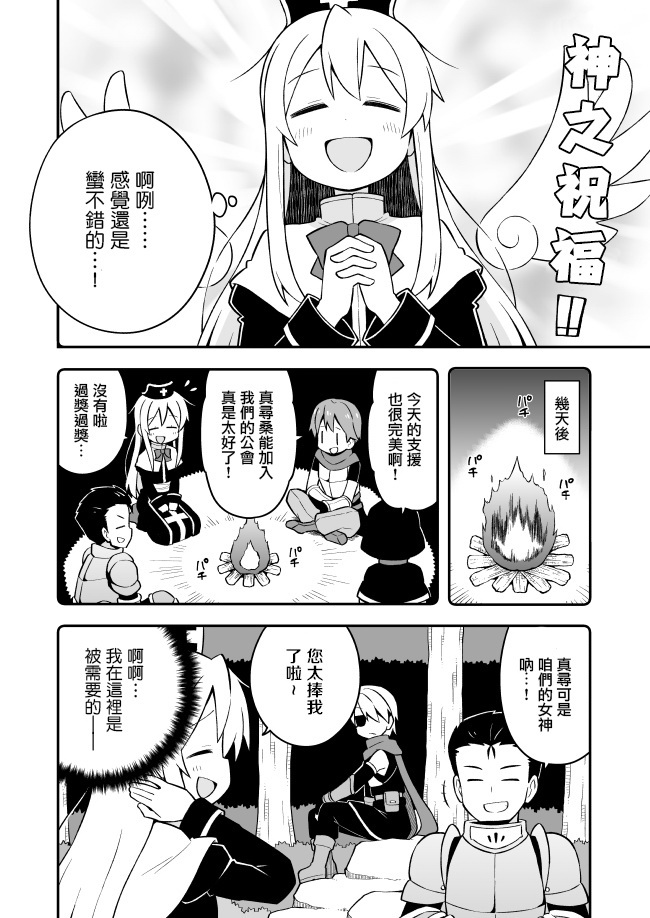 神之祝福!!
啊咧……
感覺還是
蠻不錯的…!
幾天後
パチ
パチ
パチ
今天的支援
也很完美啊!
真尋桑能加入
我們的公會
真是太好了!
沒有啦
過獎過獎…
パチ
パチ
真尋可是
咱們的女神
吶…!
您太捧我
了啦~
啊啊…
我在這裡是
被需要的——